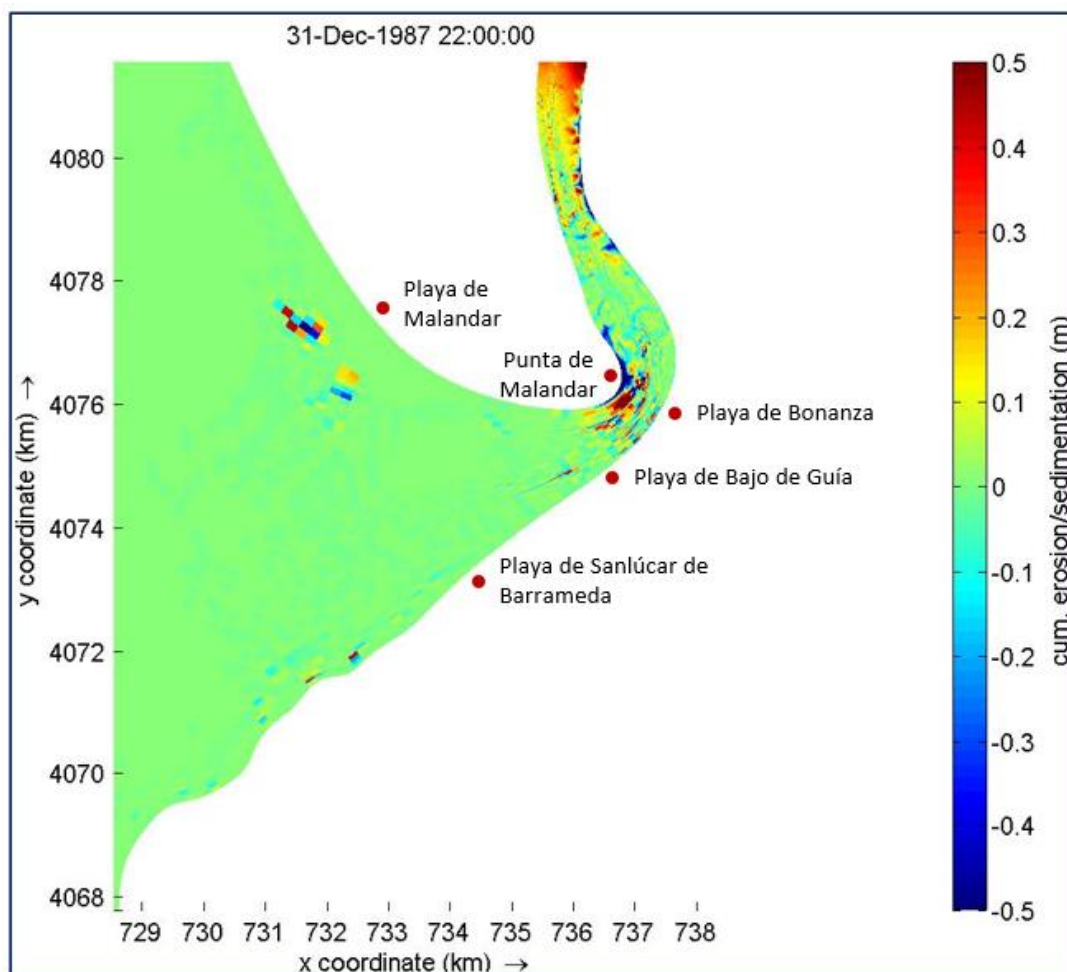 31-Dec-1987 22:00:00
4080
4078
4076
4074
4072
4070
4068
y coordinate (km) →
729 730 731 732 733 734 735 736 737 738
x coordinate (km) →
Playa de
Malandar
Punta de
Malandar
Playa de Bonanza
Playa de Bajo de Guía
Playa de Sanlúcar de
Barrameda
0.5
0.4
0.3
0.2
0.1
0
-0.1
-0.2
-0.3
-0.4
-0.5
cum. erosion/sedimentation (m)